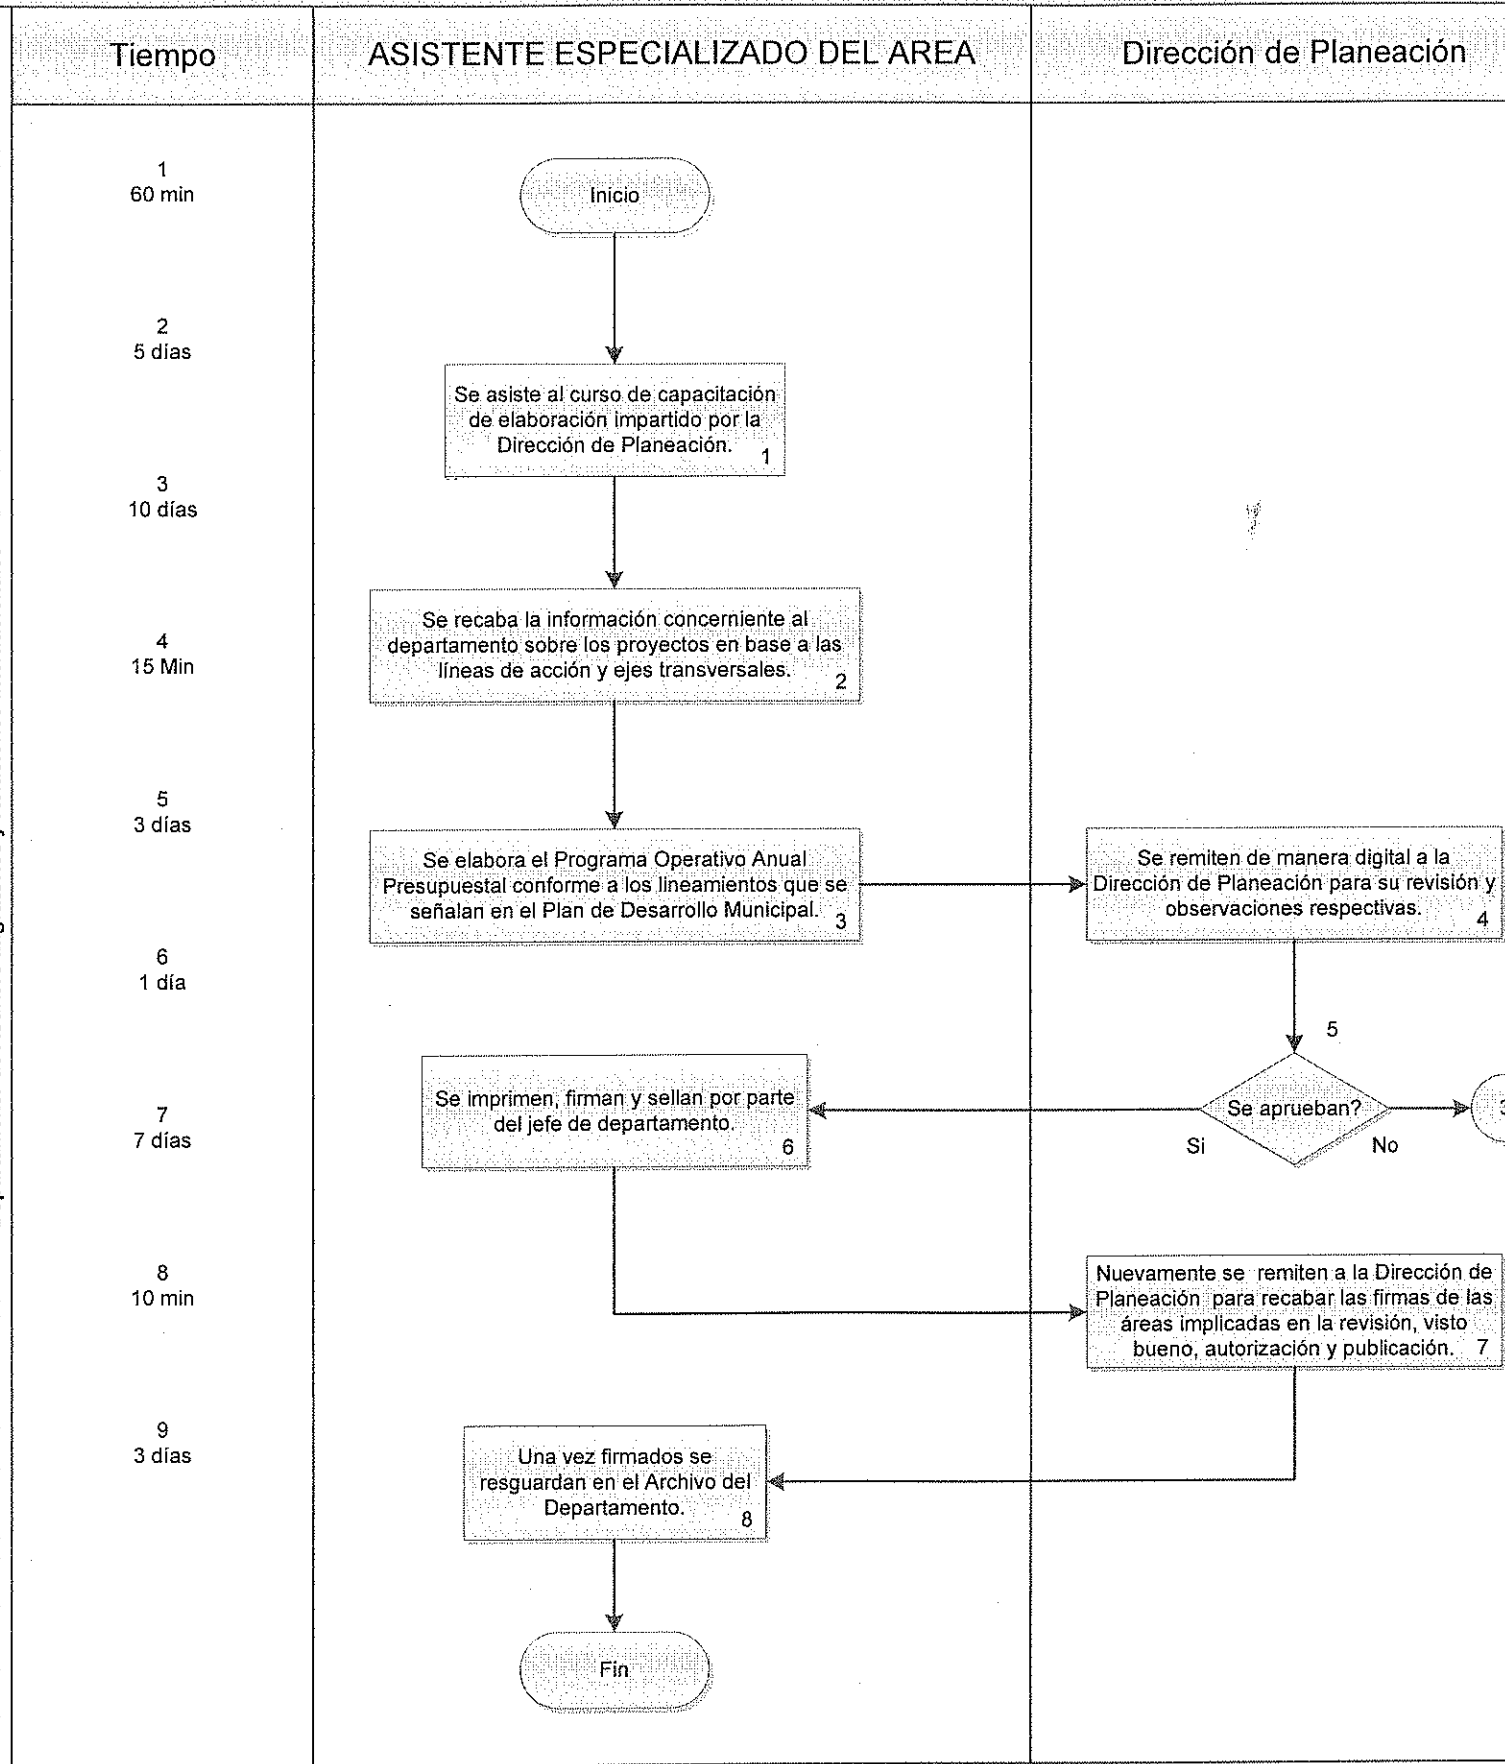 Tiempo
ASISTENTE ESPECIALIZADO DEL AREA
Dirección de Planeación
1
60 min
2
5 días
3
10 días
4
15 Min
5
3 días
6
1 día
7
7 días
8
10 min
9
3 días
Inicio
Se asiste al curso de capacitación
de elaboración impartido por la
Dirección de Planeación.
1
Se recaba la información concerniente al
departamento sobre los proyectos en base a las
líneas de acción y ejes transversales.
2
Se elabora el Programa Operativo Anual
Presupuestal conforme a los lineamientos que se
señalan en el Plan de Desarrollo Municipal.
3
Se remiten de manera digital a la
Dirección de Planeación para su revisión y
observaciones respectivas.
4
5
Se aprueban?
Si
No
3
Se imprimen, firman y sellan por parte
del jefe de departamento.
6
Nuevamente se remiten a la Dirección de
Planeación para recabar las firmas de las
áreas implicadas en la revisión, visto
bueno, autorización y publicación.
7
Una vez firmados se
resguardan en el Archivo del
Departamento.
8
Fin